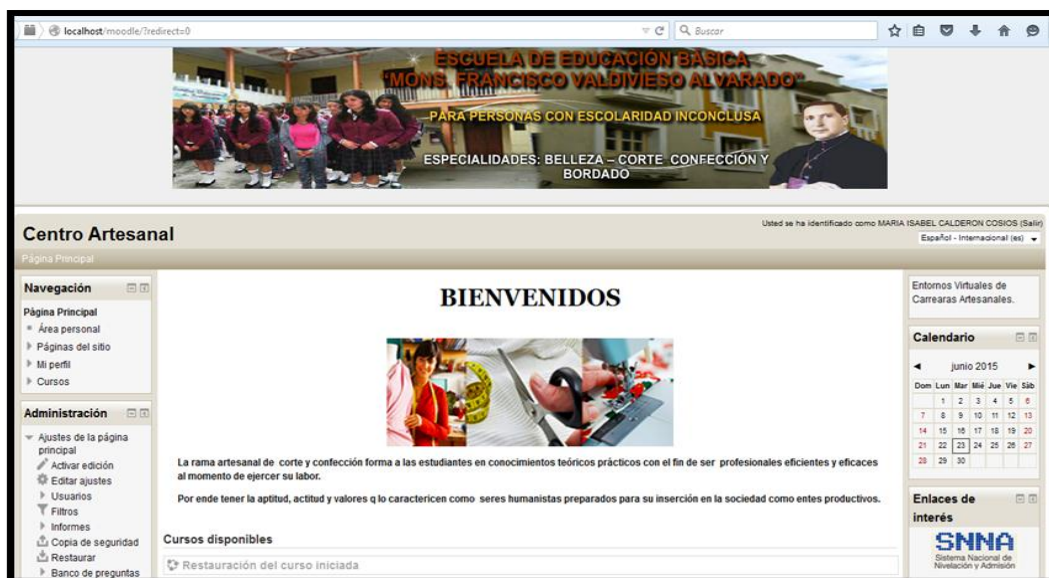 localhost/moodle/?redirect=0
Buscar
ESCUELA DE EDUCACIÓN BÁSICA
"MONS. FRANCISCO VALDIVIESO ALVARADO"
PARA PERSONAS CON ESCOLARIDAD INCONCLUSA
ESPECIALIDADES: BELLEZA – CORTE CONFECCIÓN Y
BORDADO
Centro Artesanal
Usted se ha identificado como MARIA ISABEL CALDERON COSIOS (Salir)
Español - Internacional (es)
Página Principal
Navegación
Página Principal
Área personal
Páginas del sitio
Mi perfil
Cursos
Administración
Ajustes de la página
principal
Activar edición
Editar ajustes
Usuarios
Filtros
Informes
Copia de seguridad
Restaurar
Banco de preguntas
BIENVENIDOS
La rama artesanal de corte y confección forma a las estudiantes en conocimientos teóricos prácticos con el fin de ser profesionales eficientes y eficaces
al momento de ejercer su labor.
Por ende tener la aptitud, actitud y valores q lo caractericen como seres humanistas preparados para su inserción en la sociedad como entes productivos.
Cursos disponibles
Restauración del curso iniciada
Entornos Virtuales de
Carrearas Artesanales.
Calendario
junio 2015
Dom Lun Mar Mié Jue Vie Sáb
1 2 3 4 5 6
7 8 9 10 11 12 13
14 15 16 17 18 19 20
21 22 23 24 25 26 27
28 29 30
Enlaces de
interés
SNNA
Sistema Nacional de
Nivelación y Admisión